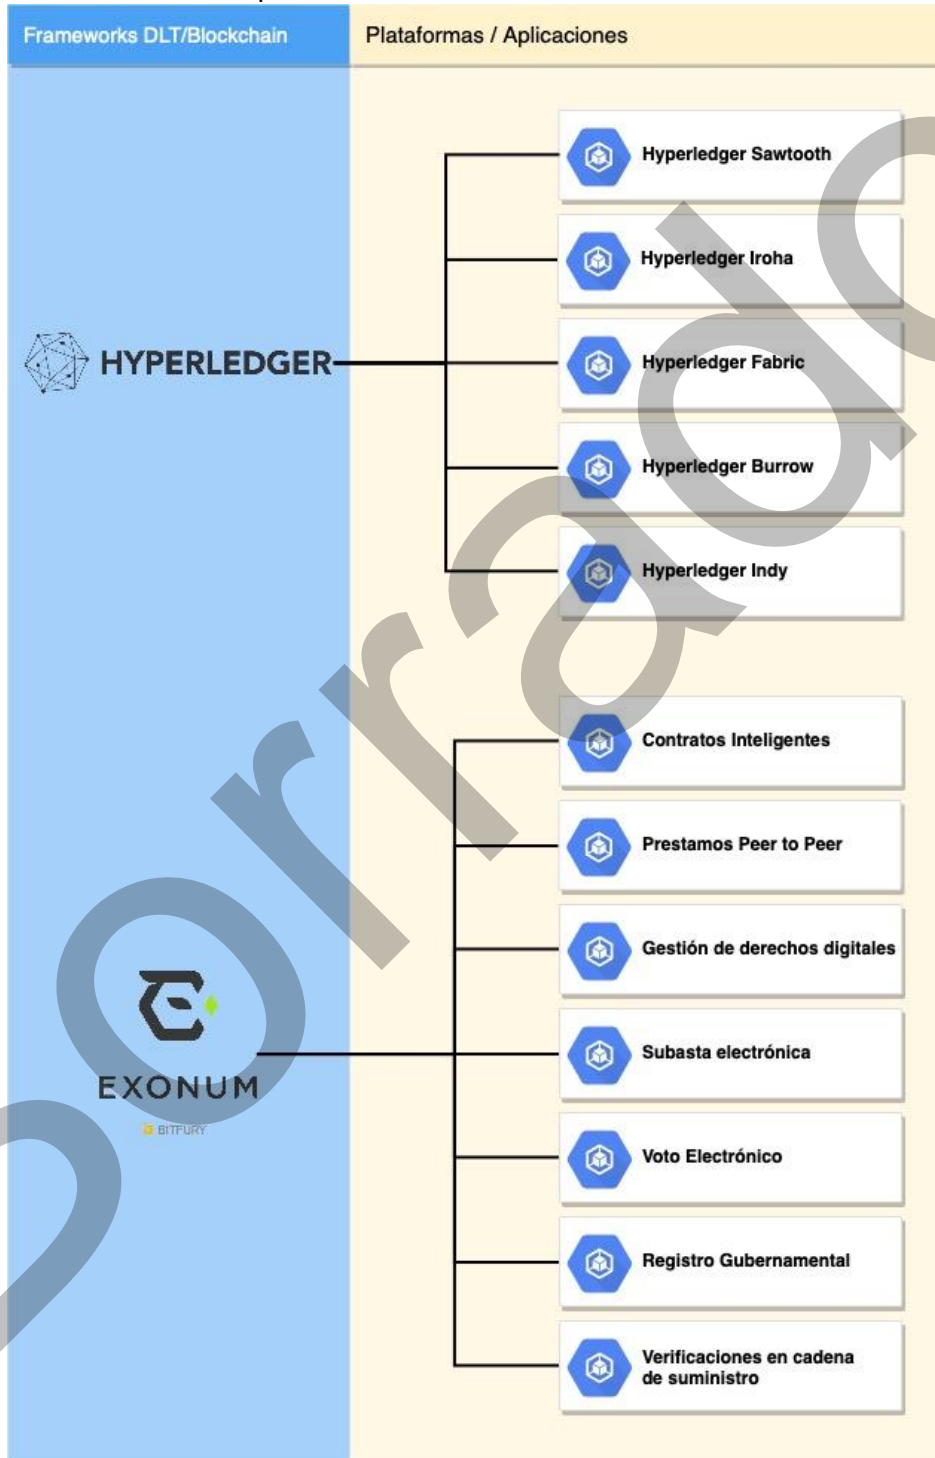 Frameworks DLT/Blockchain
Plataformas / Aplicaciones
Hyperledger Sawtooth
Hyperledger Iroha
HYPERLEDGER
Hyperledger Fabric
Hyperledger Burrow
Hyperledger Indy
Contratos Inteligentes
Prestamos Peer to Peer
Gestión de derechos digitales
Subasta electrónica
EXONUM
BITFURY
Voto Electrónico
Registro Gubernamental
Verificaciones en cadena
de suministro
borrado